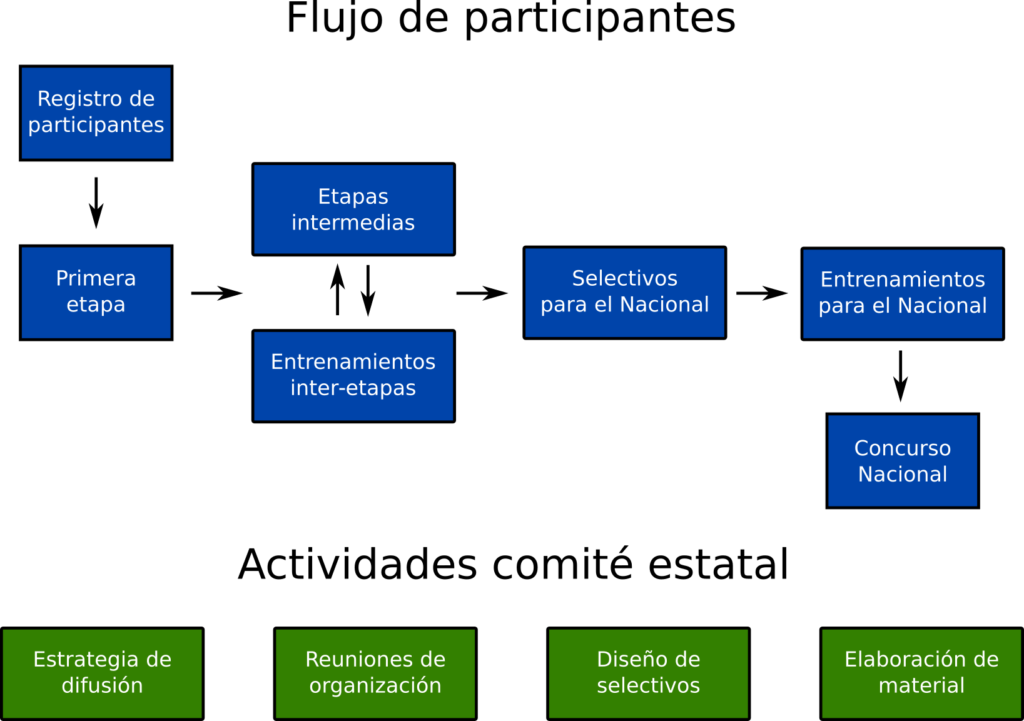 Flujo de participantes
Registro de
participantes
Primera
etapa
Etapas
intermedias
Entrenamientos
inter-etapas
Selectivos
para el Nacional
Entrenamientos
para el Nacional
Concurso
Nacional
Actividades comité estatal
Estrategia de
difusión
Reuniones de
organización
Diseño de
selectivos
Elaboración de
material